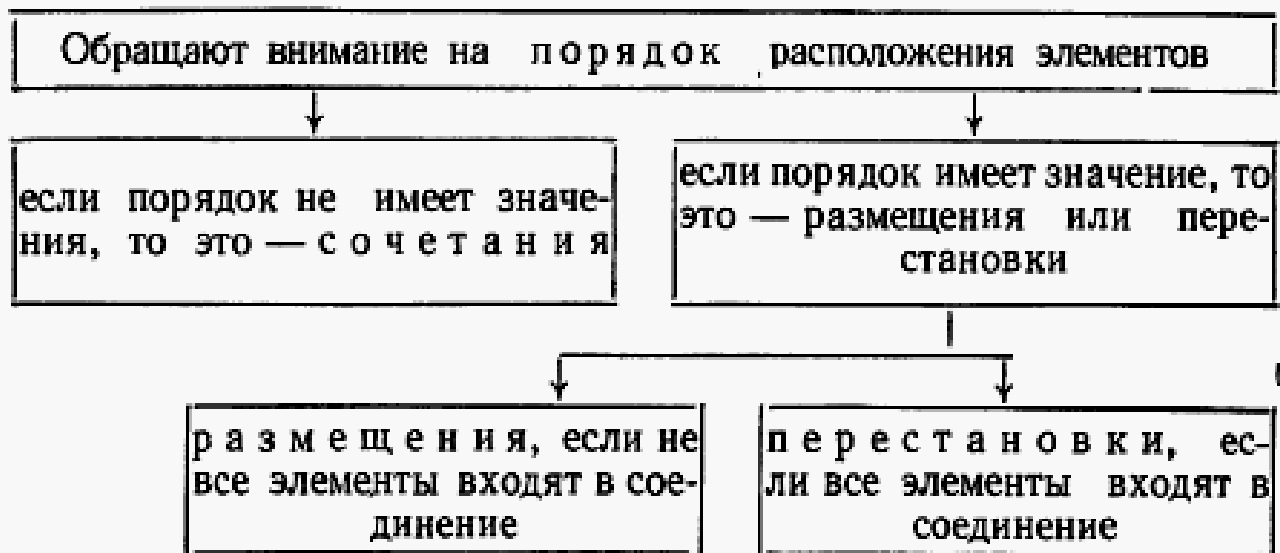 Обращают внимание на порядок расположения элементов
если порядок не имеет значе-
ния, то это — сочетания
если порядок имеет значение, то
это — размещения или пере-
становки
размещения, если не
все элементы входят в сое-
динение
перестановки, ес-
ли все элементы входят в
соединение